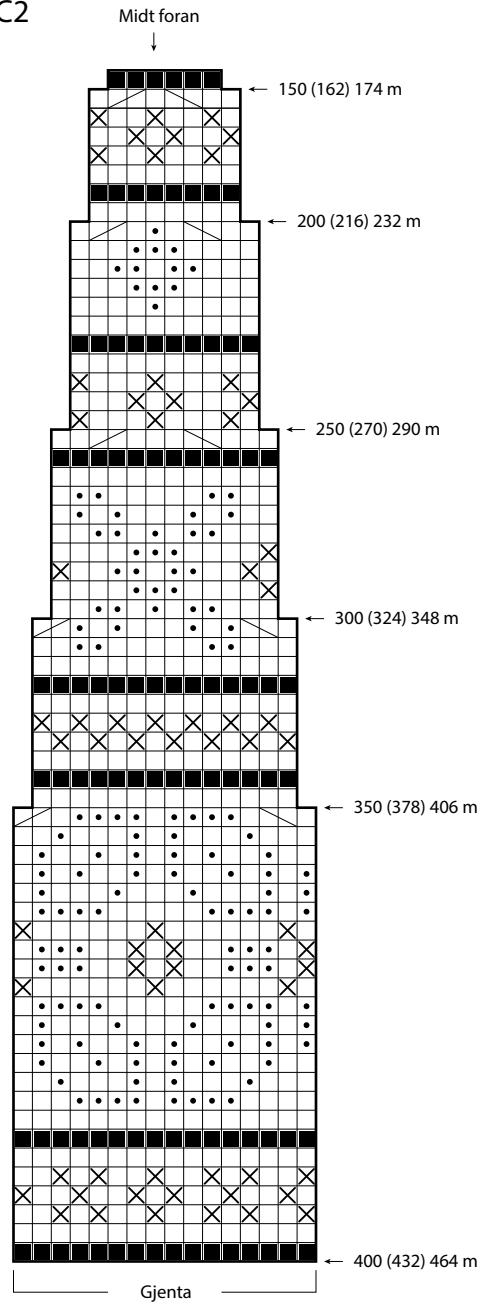 C2
Midt foran
150 (162) 174 m
200 (216) 232 m
250 (270) 290 m
300 (324) 348 m
350 (378) 406 m
400 (432) 464 m
Gjenta